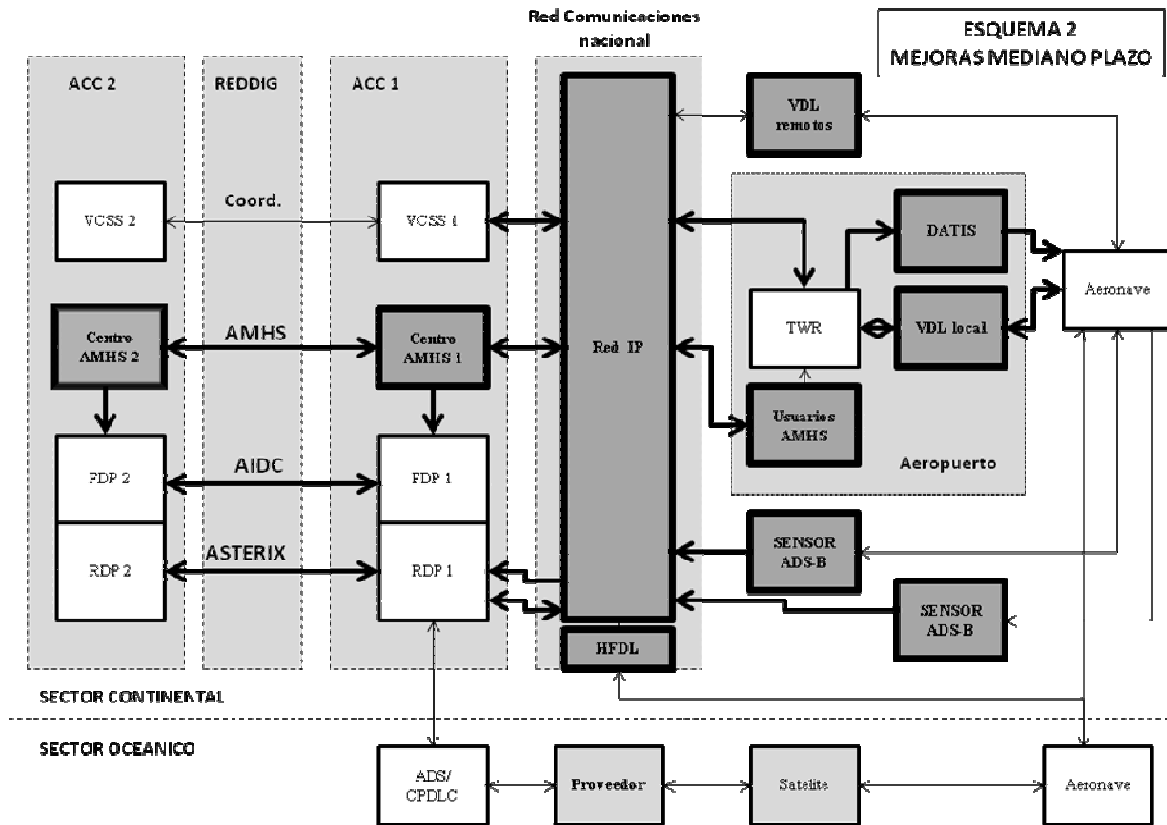 Red Comunicaciones
nacional
ESQUEMA 2
MEJORAS MEDIANO PLAZO
ACC 2
REDDIG
ACC 1
VDL
remotos
VCSS 2
Coord.
VCSS 1
DATIS
Aeronave
TWR
VDL local
Centro
AMHS 2
AMHS
Centro
AMHS 1
Red IP
Usuarios
AMHS
Aeropuerto
FDP 2
AIDC
FDP 1
RDP 2
ASTERIX
RDP 1
SENSOR
ADS-B
SENSOR
ADS-B
HFDL
SECTOR CONTINENTAL
SECTOR OCEANICO
ADS/
CPDLC
Proveedor
Satelite
Aeronave